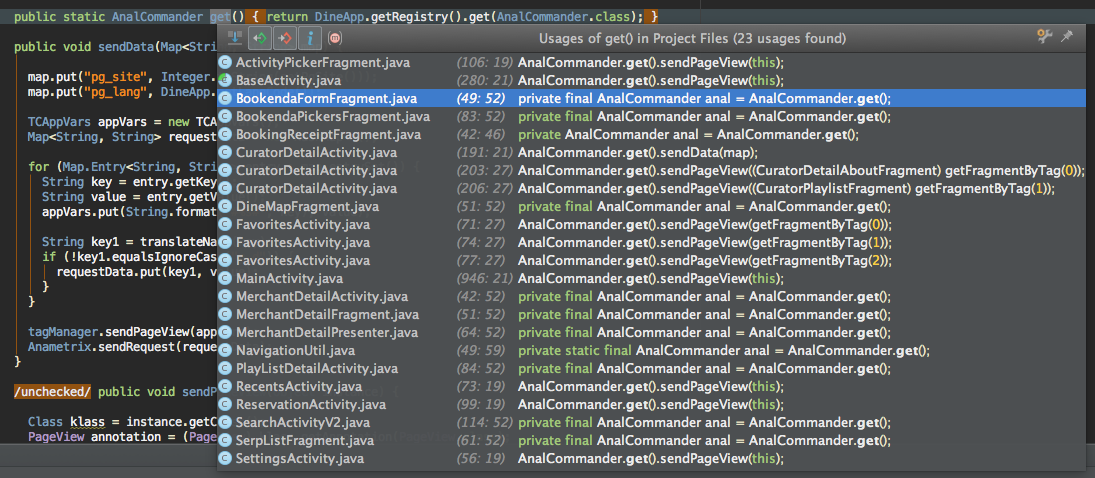 public static AnalCommander get() { return DineApp.getRegistry().get(AnalCommander.class); }
public void sendData(Map<Stri
map.put("pg_site", Integer.
map.put("pg_lang", DineApp.
TCAppVars appVars = new TCA
Map<String, String> request
for (Map.Entry<String, Stri
String key = entry.getKey
String value = entry.getV
appVars.put(String.format
String key1 = translateNa
if (!key1.equalsIgnoreCas
requestData.put(key1, v
}
}
tagManager.sendPageView(app
Anametrix.sendRequest(reque
}
/unchecked/ public void sendP
Class klass = instance.getC
PageView annotation = (Page
Usages of get() in Project Files (23 usages found)
ActivityPickerFragment.java (106: 19) AnalCommander.get().sendPageView(this);
BaseActivity.java (280: 21) AnalCommander.get().sendPageView(this);
BookendaFormFragment.java (49: 52) private final AnalCommander anal = AnalCommander.get();
BookendaPickersFragment.java (83: 52) private final AnalCommander anal = AnalCommander.get();
BookingReceiptFragment.java (42: 46) private AnalCommander anal = AnalCommander.get();
CuratorDetailActivity.java (191: 21) AnalCommander.get().sendData(map);
CuratorDetailActivity.java (203: 27) AnalCommander.get().sendPageView((CuratorDetailAboutFragment) getFragmentByTag(0));
CuratorDetailActivity.java (206: 27) AnalCommander.get().sendPageView((CuratorPlaylistFragment) getFragmentByTag(1));
DineMapFragment.java (51: 52) private final AnalCommander anal = AnalCommander.get();
FavoritesActivity.java (71: 27) AnalCommander.get().sendPageView(getFragmentByTag(0));
FavoritesActivity.java (74: 27) AnalCommander.get().sendPageView(getFragmentByTag(1));
FavoritesActivity.java (77: 27) AnalCommander.get().sendPageView(getFragmentByTag(2));
MainActivity.java (946: 21) AnalCommander.get().sendPageView(this);
MerchantDetailActivity.java (42: 52) private final AnalCommander anal = AnalCommander.get();
MerchantDetailFragment.java (51: 52) private final AnalCommander anal = AnalCommander.get();
MerchantDetailPresenter.java (64: 52) private final AnalCommander anal = AnalCommander.get();
NavigationUtil.java (49: 59) private static final AnalCommander anal = AnalCommander.get();
PlayListDetailActivity.java (84: 52) private final AnalCommander anal = AnalCommander.get();
RecentsActivity.java (73: 19) AnalCommander.get().sendPageView(this);
ReservationActivity.java (99: 19) AnalCommander.get().sendPageView(this);
SearchActivityV2.java (114: 52) private final AnalCommander anal = AnalCommander.get();
SerpListFragment.java (61: 52) private final AnalCommander anal = AnalCommander.get();
SettingsActivity.java (56: 19) AnalCommander.get().sendPageView(this);